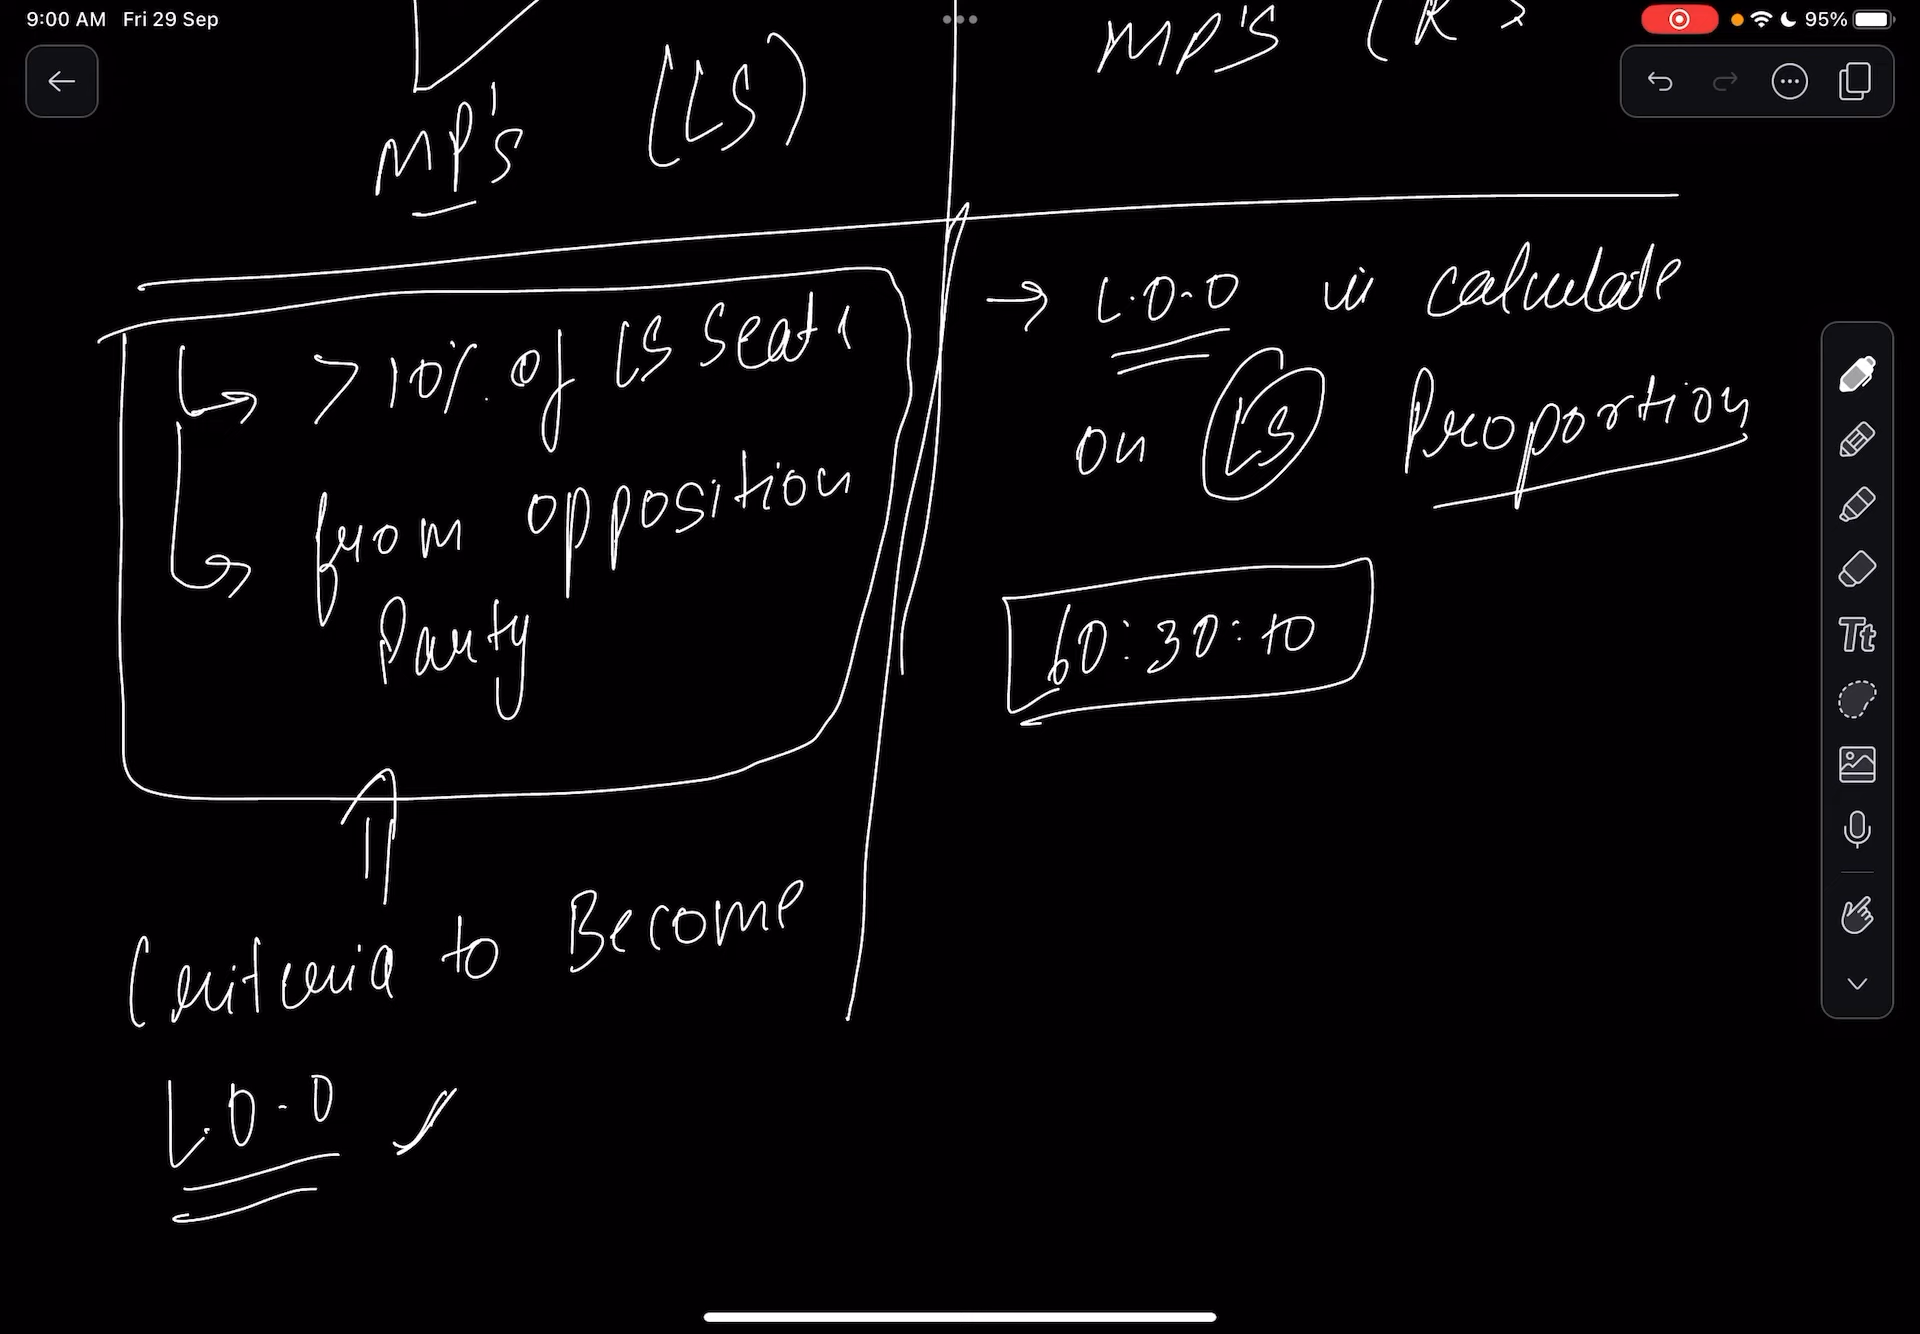 9:00 AM Fri 29 Sep
95%
MP's (LS)
MP's
> 10% of LS Seats
from opposition
Party
Criteria to Become
L.O.O
→ L.O.O is calculate
on LS Proportion
60:30:10
Tt